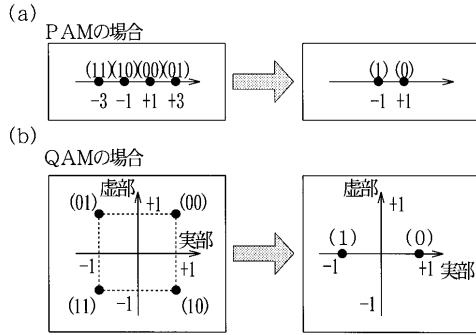 (a)
PAMの場合
(11)(10)(00)(01)
-3 -1 +1 +3
(1) (0)
-1 +1
(b)
QAMの場合
虚部
(01) +1 (00)
実部
-1 +1
(11) -1 (10)
虚部
+1
(1) (0)
-1 +1 実部
-1